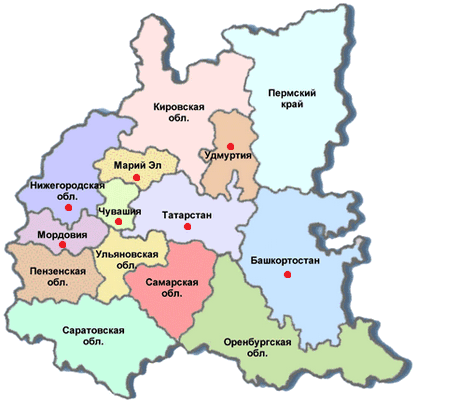 Пермский
край
Кировская
обл.
Удмуртия
Марий Эл
Нижегородская
обл.
Чувашия
Татарстан
Мордовия
Ульяновская
обл.
Башкортостан
Пензенская
обл.
Самарская
обл.
Саратовская
обл.
Оренбургская
обл.